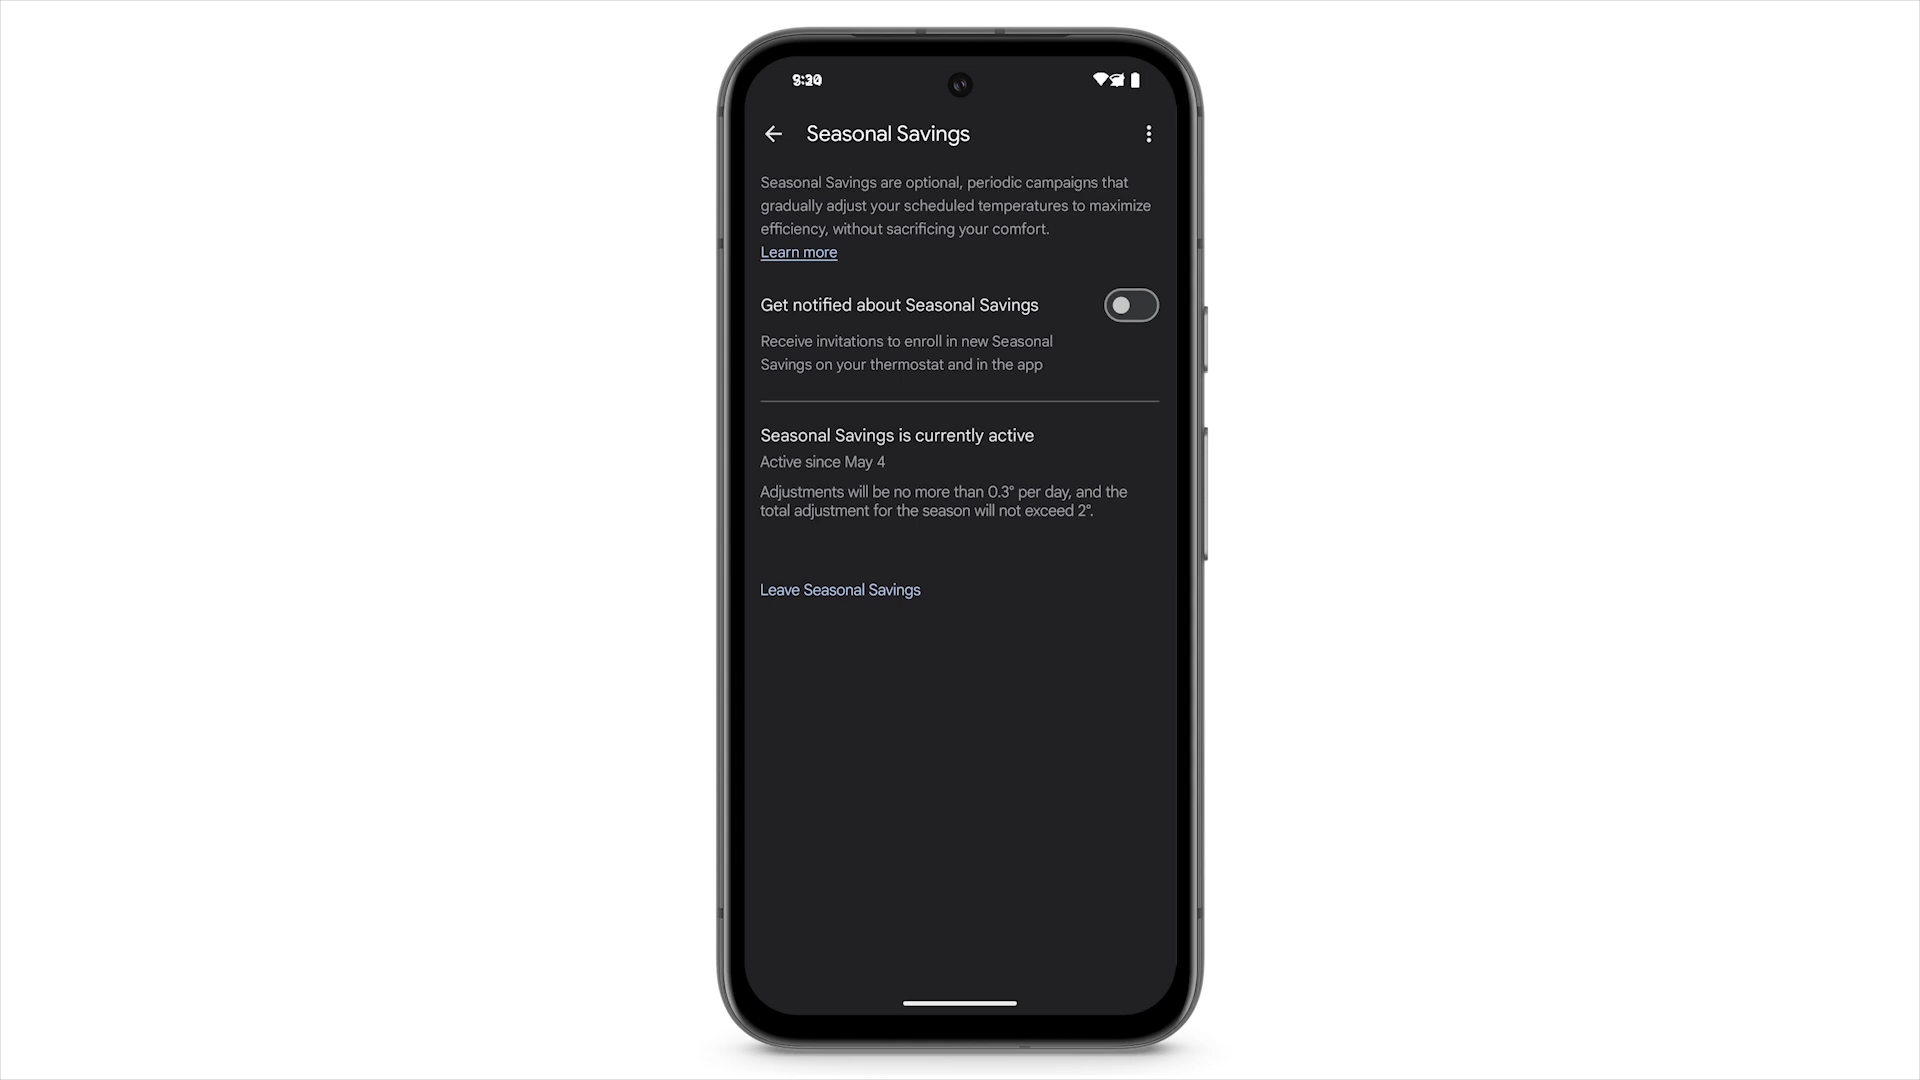 Seasonal Savings
Seasonal Savings are optional, periodic campaigns that
gradually adjust your scheduled temperatures to maximize
efficiency, without sacrificing your comfort.
Learn more
Get notified about Seasonal Savings
Receive invitations to enroll in new Seasonal
Savings on your thermostat and in the app
Seasonal Savings is currently active
Active since May 4
Adjustments will be no more than 0.3° per day, and the
total adjustment for the season will not exceed 2°.
Leave Seasonal Savings